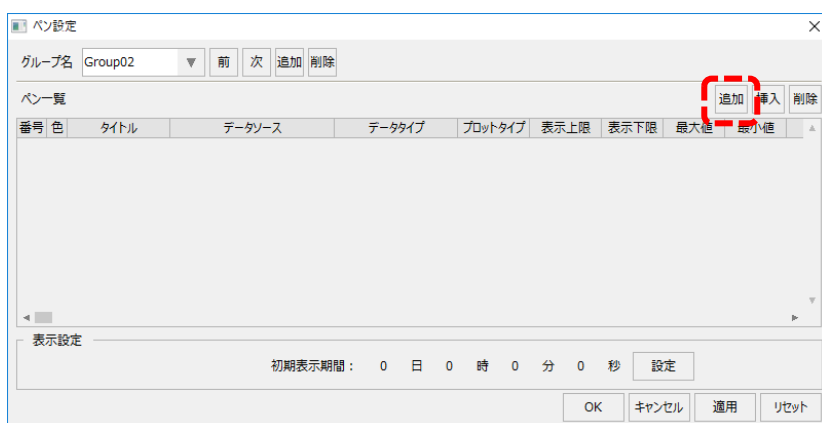 ペン設定
グループ名 Group02 前 次 追加 削除
ペン一覧 追加 挿入 削除
番号 色 タイトル データソース データタイプ プロットタイプ 表示上限 表示下限 最大値 最小値
表示設定
初期表示期間： 0 日 0 時 0 分 0 秒 設定
OK キャンセル 適用 リセット